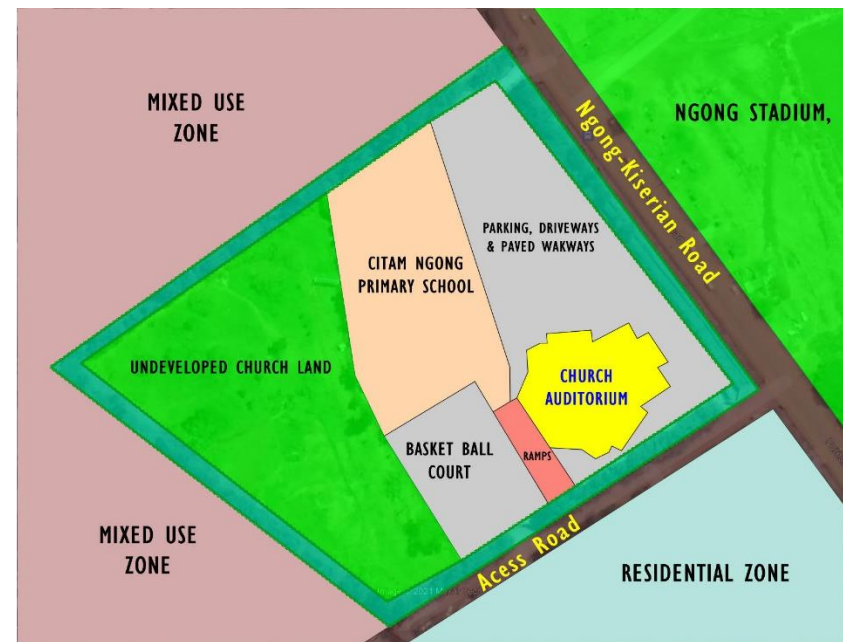 MIXED USE
ZONE
NGONG STADIUM,
Ngong-Kiserian Road
PARKING, DRIVEWAYS
& PAVED WAKWAYS
CITAM NGONG
PRIMARY SCHOOL
UNDEVELOPED CHURCH LAND
CHURCH
AUDITORIUM
BASKET BALL
COURT
RAMPS
MIXED USE
ZONE
Acess Road
RESIDENTIAL ZONE